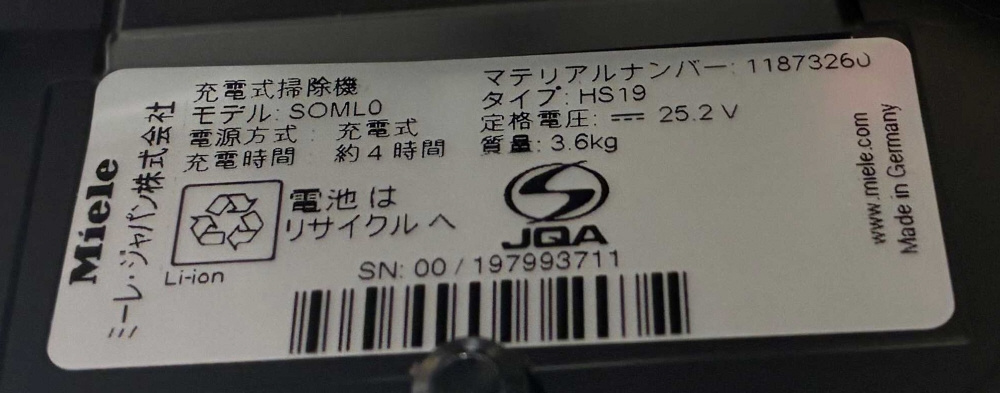 Miele
ミーレ・ジャパン株式会社
充電式掃除機
モデル: SOML0
電源方式 : 充電式
充電時間 : 約4時間
マテリアルナンバー: 11873260
タイプ: HS19
定格電圧: ⎓ 25.2 V
質量: 3.6kg
Li-ion
電池は
リサイクルへ
JQA
SN: 00 / 197993711
www.miele.com
Made in Germany